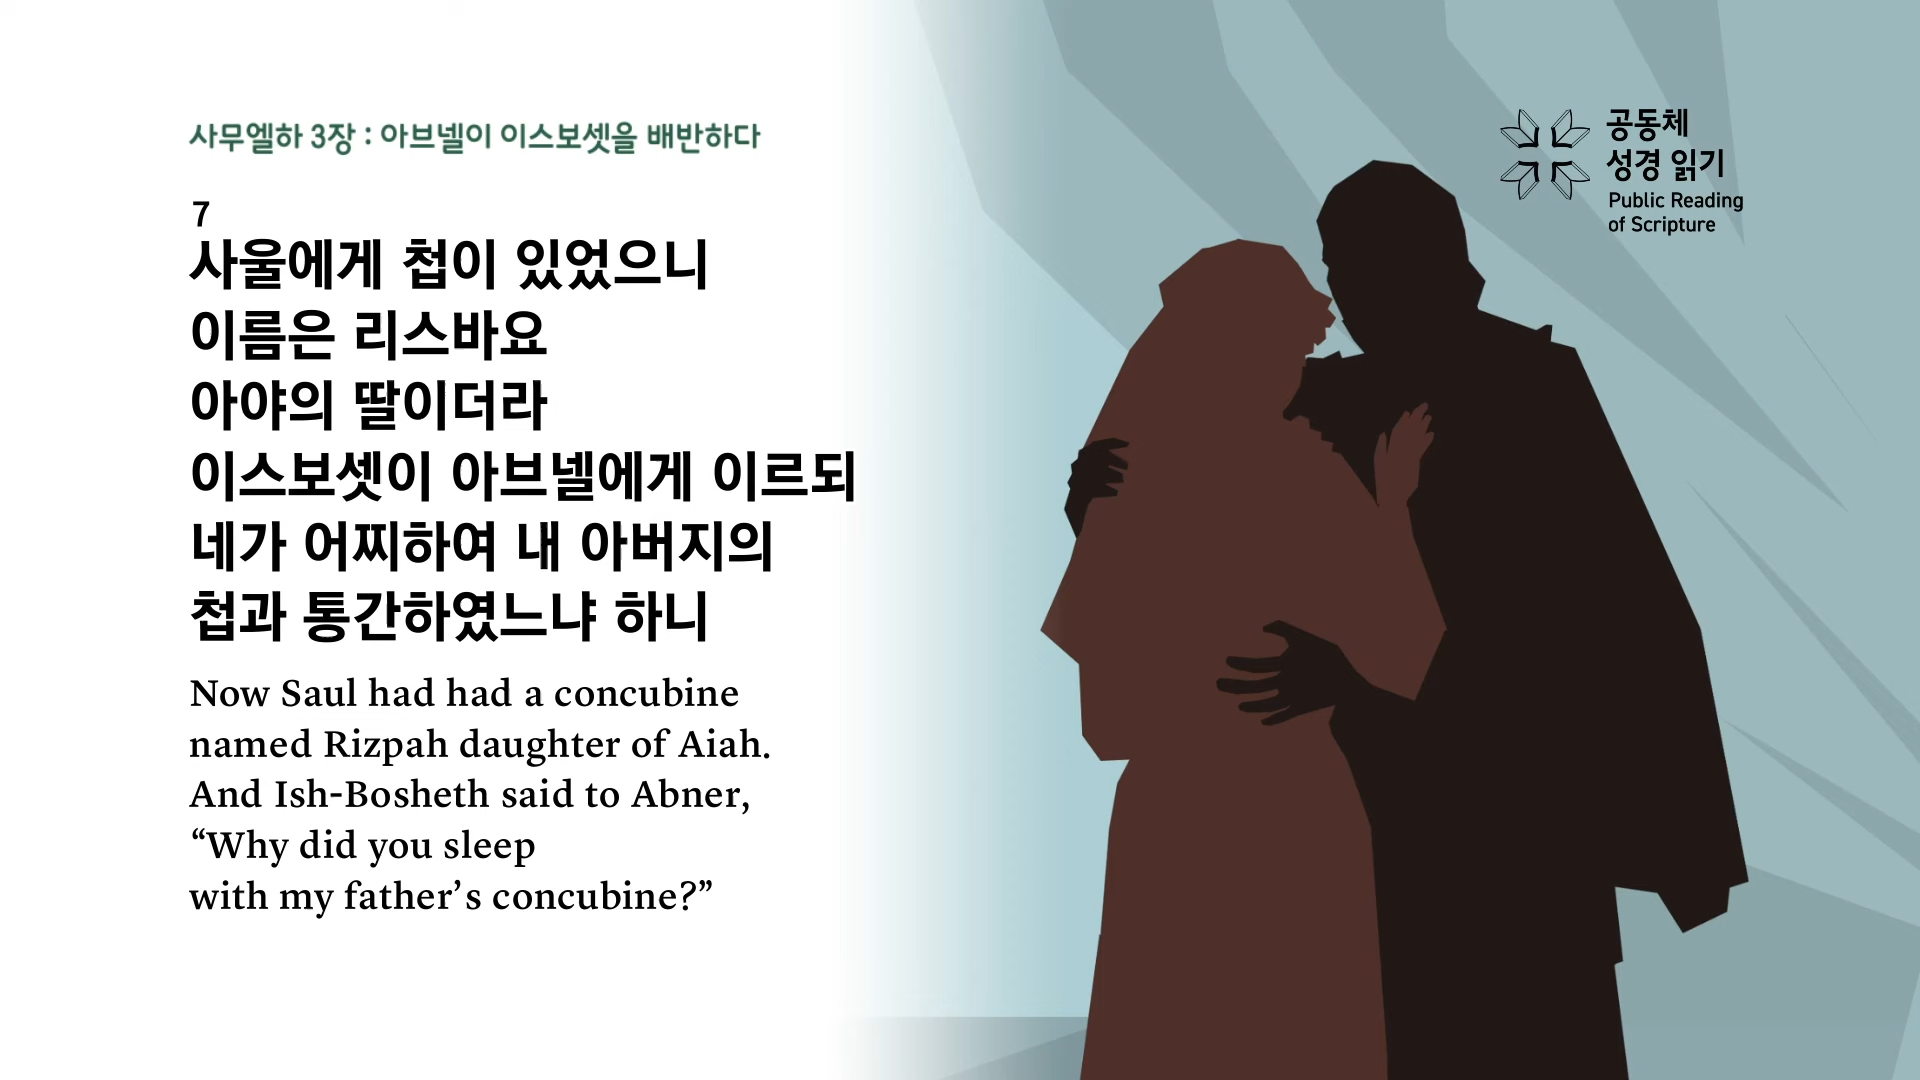 사무엘하 3장 : 아브넬이 이스보셋을 배반하다
7
사울에게 첩이 있었으니
이름은 리스바요
아야의 딸이더라
이스보셋이 아브넬에게 이르되
네가 어찌하여 내 아버지의
첩과 통간하였느냐 하니
Now Saul had had a concubine
named Rizpah daughter of Aiah.
And Ish-Bosheth said to Abner,
“Why did you sleep
with my father’s concubine?”
공동체
성경 읽기
Public Reading
of Scripture